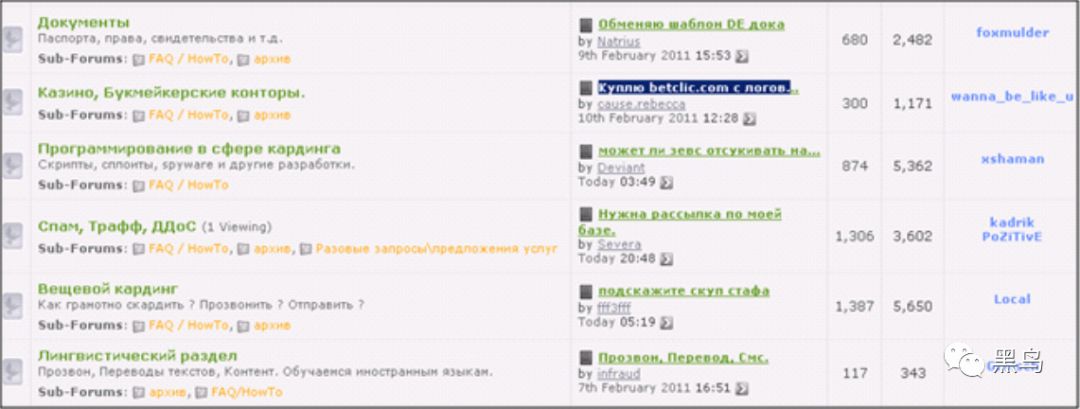 Документы
Паспорта, права, свидетельства и т.д.
Sub-Forums: FAQ / HowTo, архив
Обменяю шаблон DE дока
by Natrius
9th February 2011 15:53
680
2,482
foxmulder
Казино, Букмейкерские конторы.
Sub-Forums: FAQ / HowTo, архив
Куплю betclic.com с логов...
by cause.rebecca
10th February 2011 12:28
300
1,171
wanna_be_like_u
Программирование в сфере кардинга
Скрипты, сплоиты, spyware и другие разработки.
Sub-Forums: FAQ / HowTo
может ли зевс отсукивать на...
by Deviant
Today 03:49
874
5,362
xshaman
Спам, Трафф, ДДоС (1 Viewing)
Sub-Forums: FAQ / HowTo, архив, Разовые запросы\предложения услуг
Нужна рассылка по моей
базе.
by Severa
Today 20:48
1,306
3,602
kadrik
PoZiTivE
Вещевой кардинг
Как грамотно скардить ? Прозвонить ? Отправить ?
Sub-Forums: FAQ / HowTo, архив
подскажите скуп стафа
by fff3fff
Today 05:19
1,387
5,650
Local
Лингвистический раздел
Прозвон, Переводы текстов, Контент. Обучаемся иностранным языкам.
Sub-Forums: архив, FAQ/HowTo
Прозвон, Перевод, Смс.
by infraud
7th February 2011 16:51
117
343
黑鸟